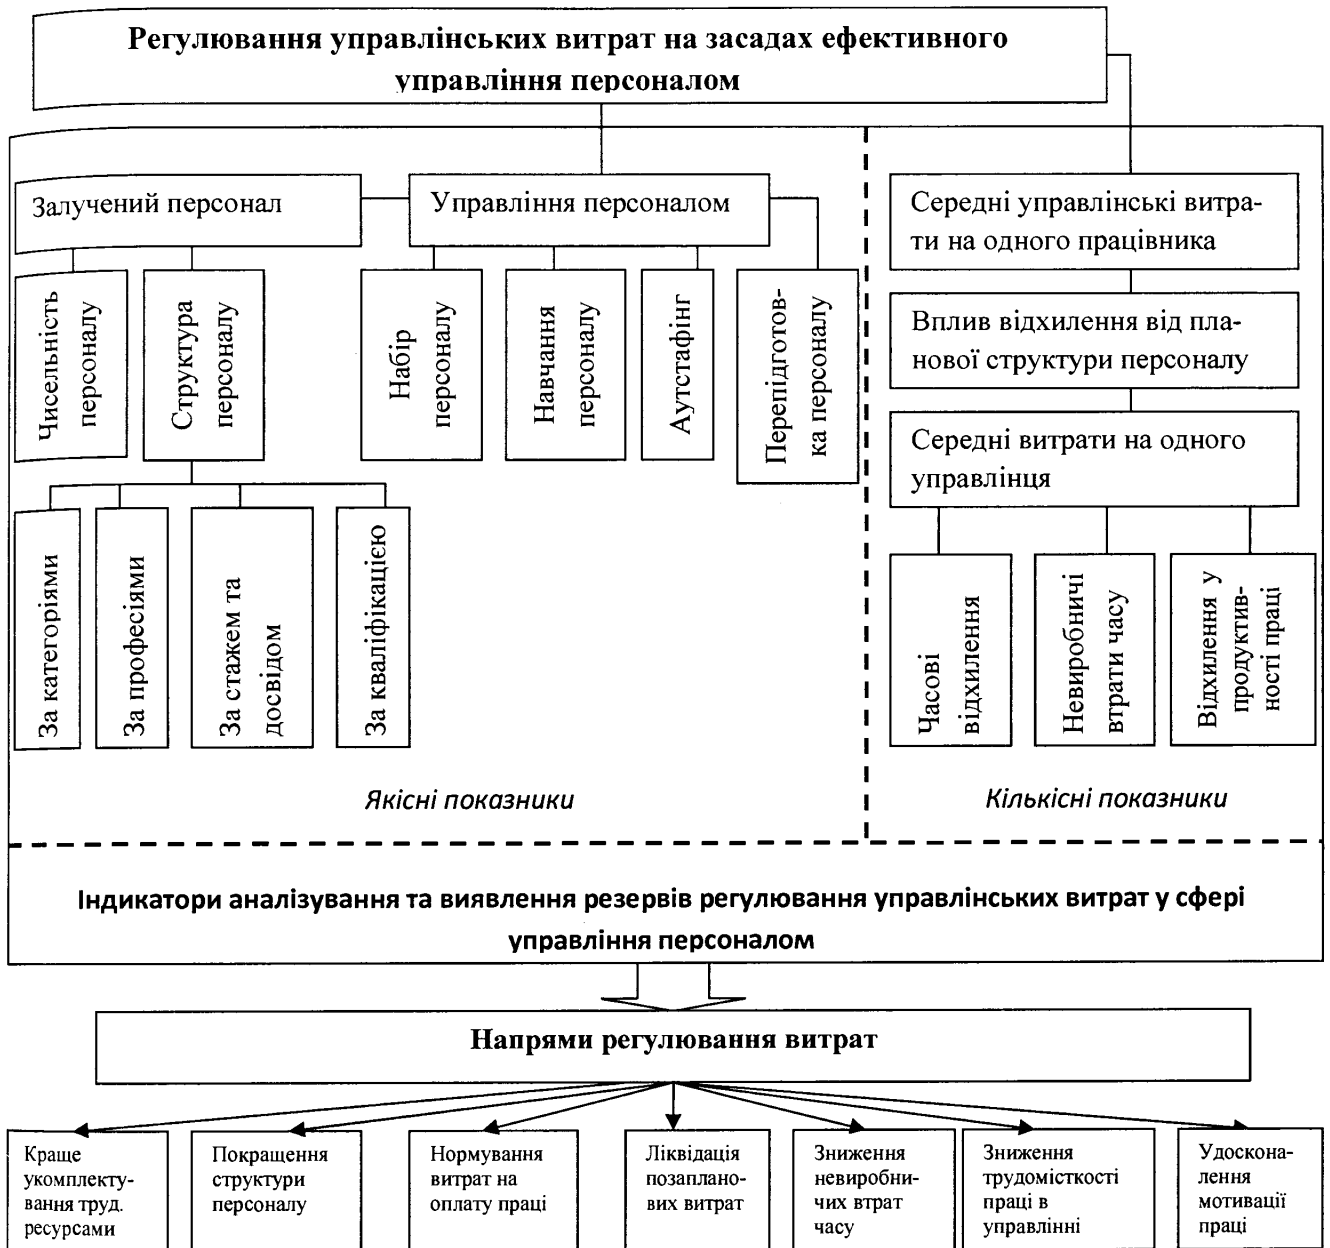 Регулювання управлінських витрат на засадах ефективного
управління персоналом
Залучений персонал
Управління персоналом
Середні управлінські витра-
ти на одного працівника
Чисельність
персоналу
Структура
персоналу
Набір
персоналу
Навчання
персоналу
Аутстафінг
Перепідготов-
ка персоналу
Вплив відхилення від пла-
нової структури персоналу
Середні витрати на одного
управлінця
За категоріями
За професіями
За стажем та
досвідом
За кваліфікацією
Часові
відхилення
Невиробничі
втрати часу
Відхилення у
продуктив-
ності праці
Якісні показники
Кількісні показники
Індикатори аналізування та виявлення резервів регулювання управлінських витрат у сфері
управління персоналом
Напрями регулювання витрат
Краще
укомплекту-
вання труд.
ресурсами
Покращення
структури
персоналу
Нормування
витрат на
оплату праці
Ліквідація
позапланo-
вих витрат
Зниження
невиробни-
чих втрат
часу
Зниження
трудомісткості
праці в
управлінні
Удоскона-
лення
мотивації
праці